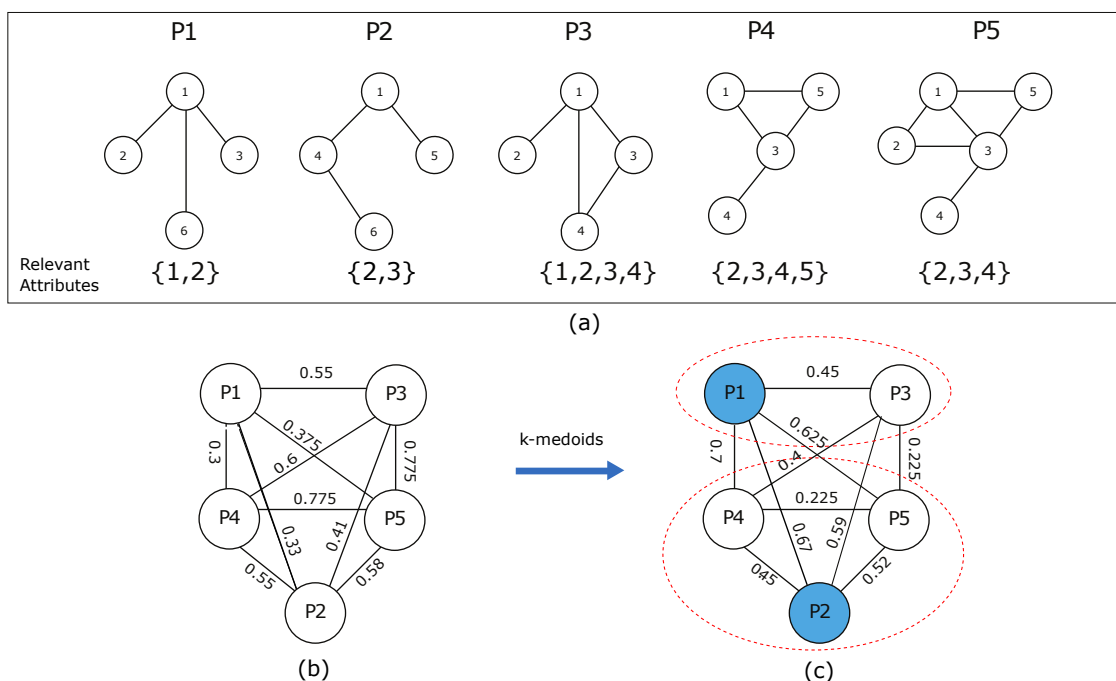 P1 P2 P3 P4 P5
1 1 1 1 5 1 5
2 3 4 5 2 3 3 2 3
6 6 4 4 4
Relevant
Attributes
{1,2} {2,3} {1,2,3,4} {2,3,4,5} {2,3,4}
(a)
P1 0.55 P3
0.3 0.375 0.6 0.775
P4 0.775 P5
0.33 0.41
0.55 0.58
P2
(b)
k-medoids
P1 0.45 P3
0.7 0.625 0.4 0.225
P4 0.225 P5
0.67 0.59
045 0.52
P2
(c)